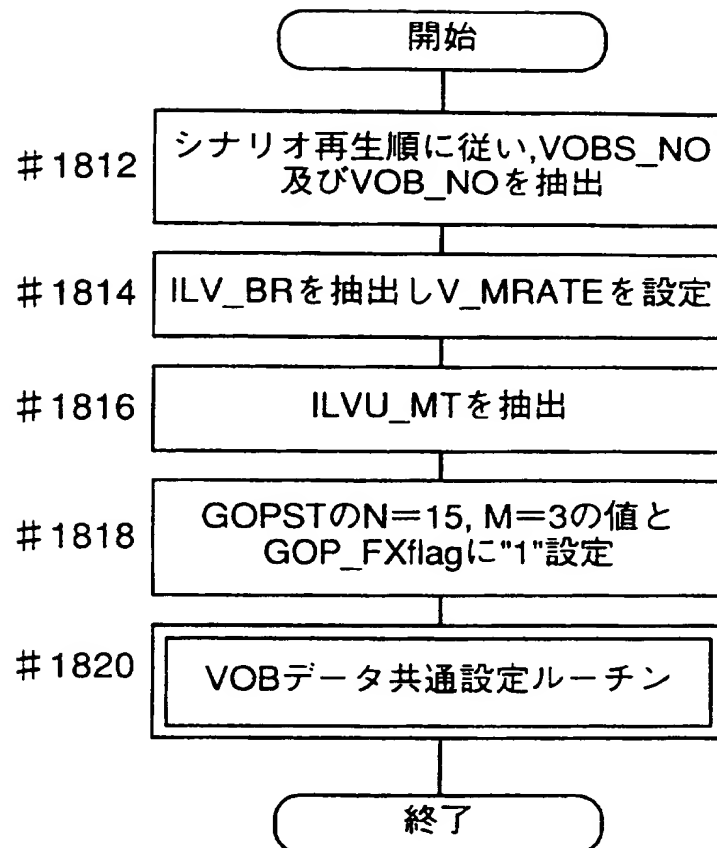 開始
#1812
シナリオ再生順に従い,VOBS_NO
及びVOB_NOを抽出
#1814
ILV_BRを抽出しV_MRATEを設定
#1816
ILVU_MTを抽出
#1818
GOPSTのN=15, M=3の値と
GOP_FXflagに"1"設定
#1820
VOBデータ共通設定ルーチン
終了